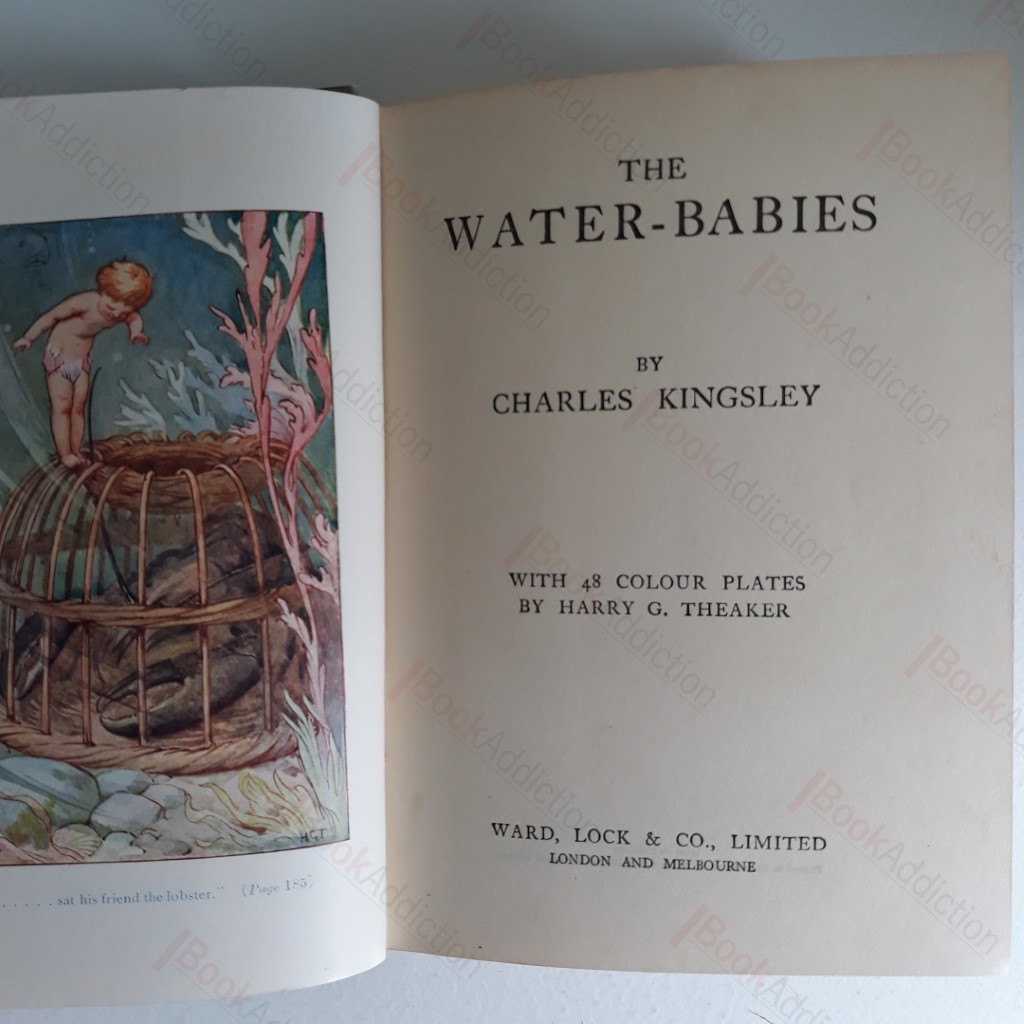 HGT
..... sat his friend the lobster." (Page 185)
THE
WATER-BABIES
BY
CHARLES KINGSLEY
WITH 48 COLOUR PLATES
BY HARRY G. THEAKER
WARD, LOCK & CO., LIMITED
LONDON AND MELBOURNE
BookAddiction